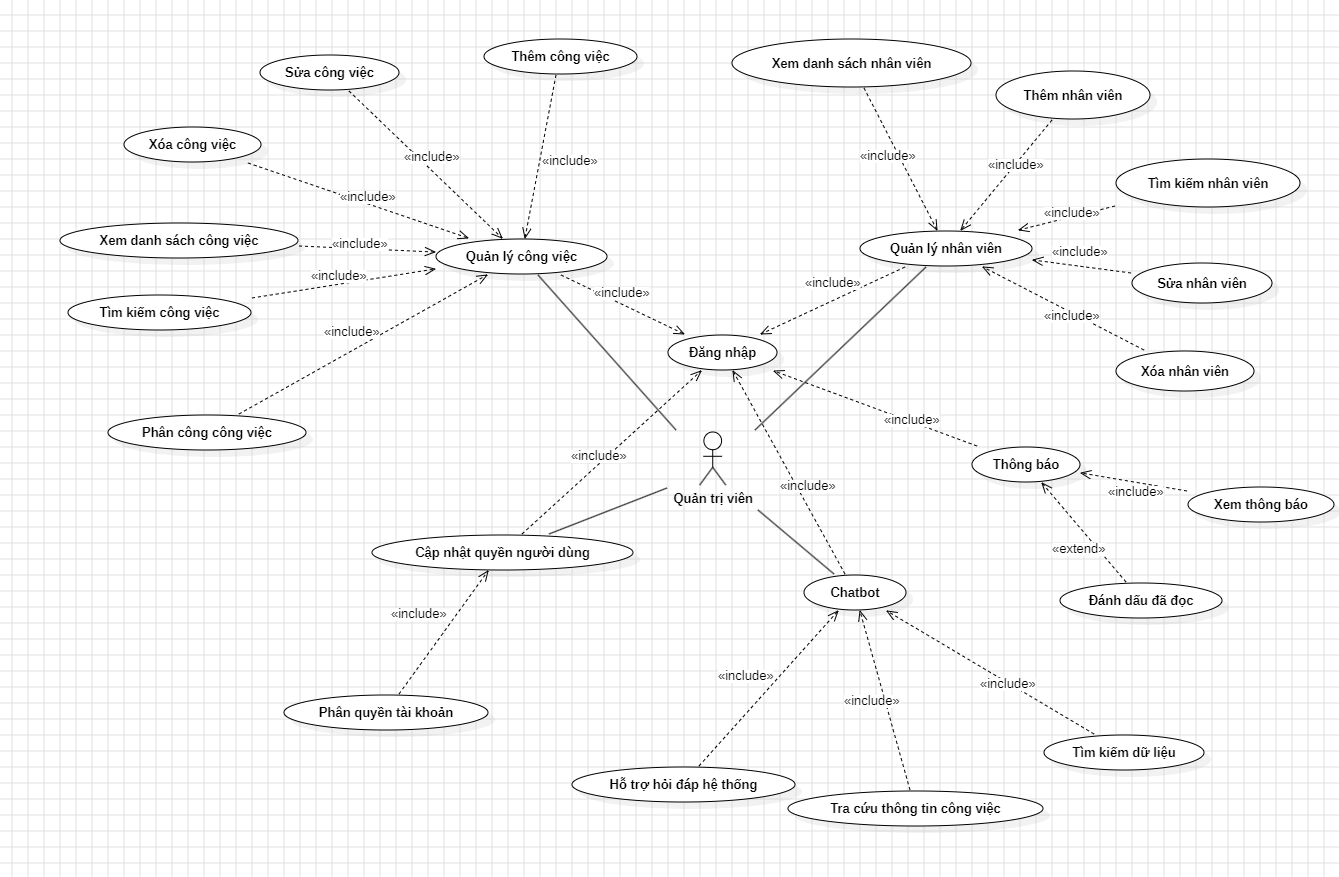 Thêm công việc
Xem danh sách nhân viên
Sửa công việc
Thêm nhân viên
Xóa công việc
«include»
«include»
«include»
«include»
Tìm kiếm nhân viên
«include»
«include»
Xem danh sách công việc
«include»
Quản lý công việc
Quản lý nhân viên
«include»
«include»
«include»
«include»
Sửa nhân viên
Tìm kiếm công việc
«include»
«include»
Đăng nhập
Xóa nhân viên
Phân công công việc
«include»
«include»
Thông báo
«include»
«include»
Quản trị viên
Xem thông báo
Cập nhật quyền người dùng
«extend»
Chatbot
Đánh dấu đã đọc
«include»
«include»
«include»
«include»
Phân quyền tài khoản
Tìm kiếm dữ liệu
Hỗ trợ hỏi đáp hệ thống
Tra cứu thông tin công việc